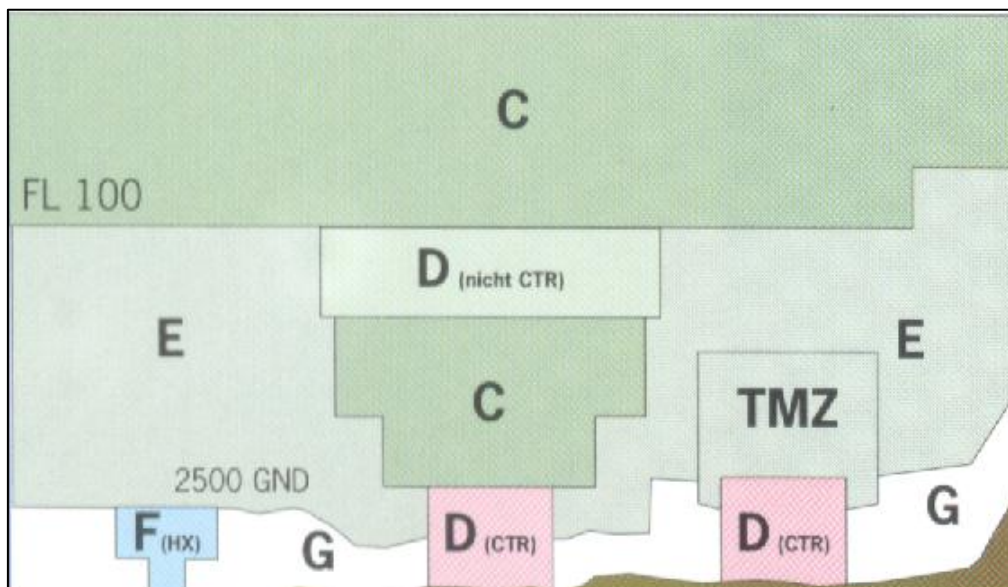 C
FL 100
D (nicht CTR)
E
E
C
TMZ
2500 GND
F (HX)
G
D (CTR)
D (CTR)
G